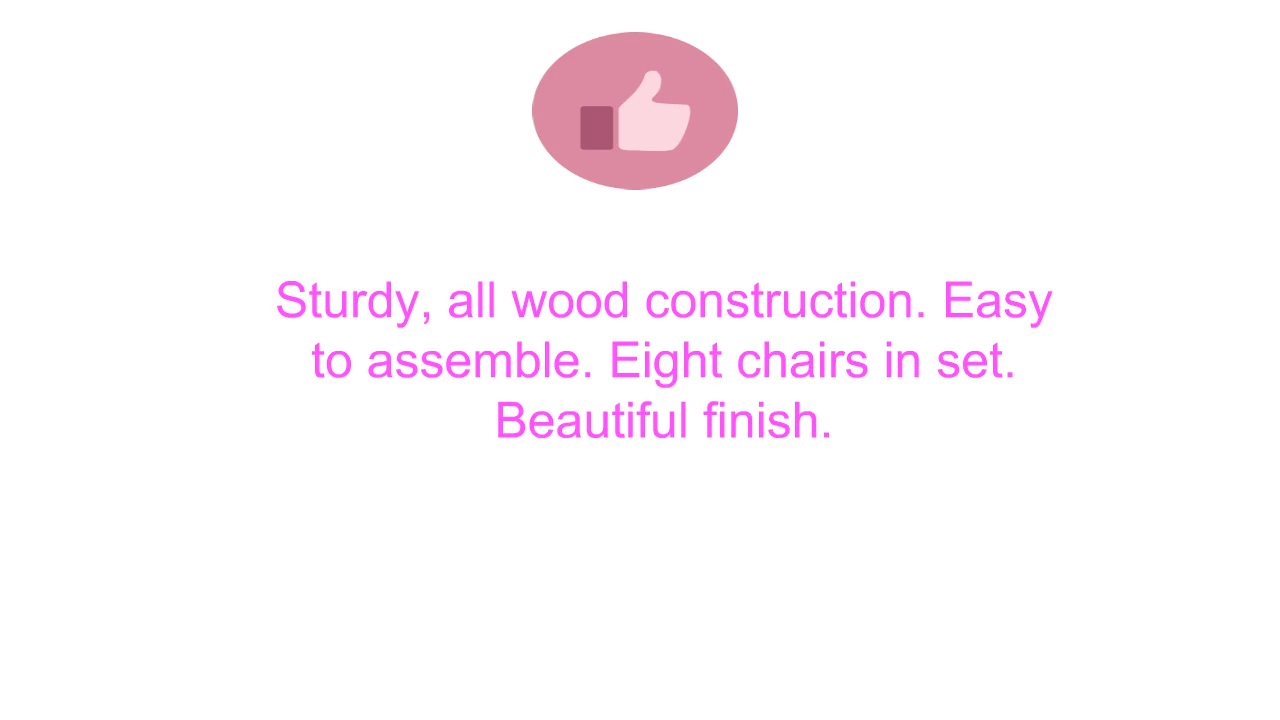 Sturdy, all wood construction. Easy
to assemble. Eight chairs in set.
Beautiful finish.